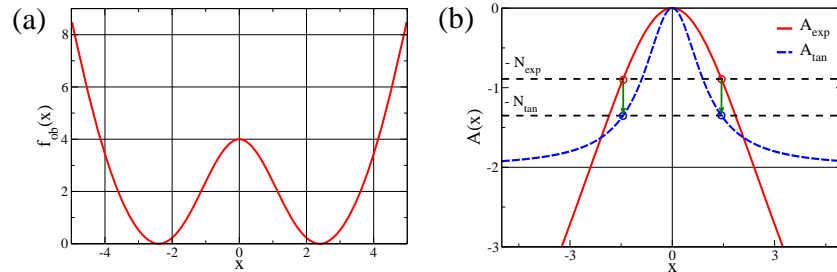 (a)
8
6
4
2
0
f_ob(x)
-4 -2 0 2 4
x
(b)
0
-1
-2
-3
A(x)
A_exp
A_tan
- N_exp
- N_tan
-3 0 3
x